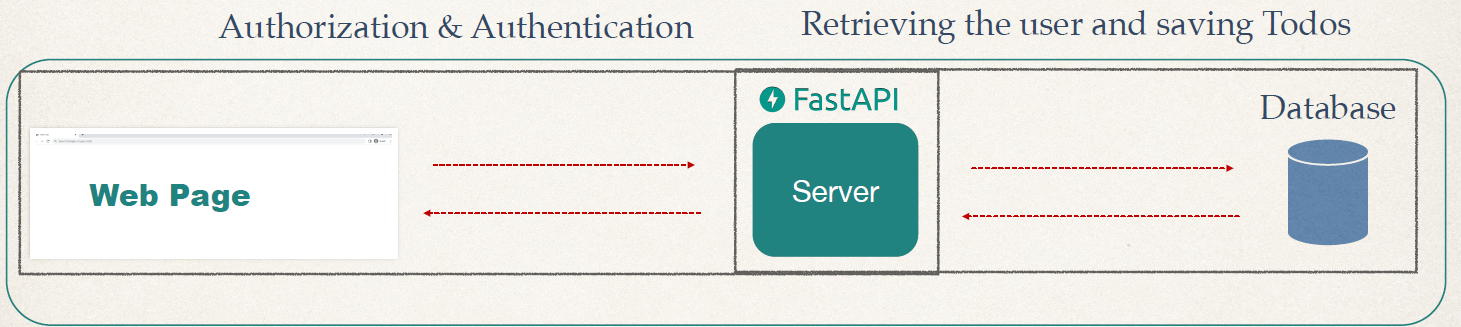 Authorization & Authentication
Retrieving the user and saving Todos
FastAPI
Database
Web Page
Server